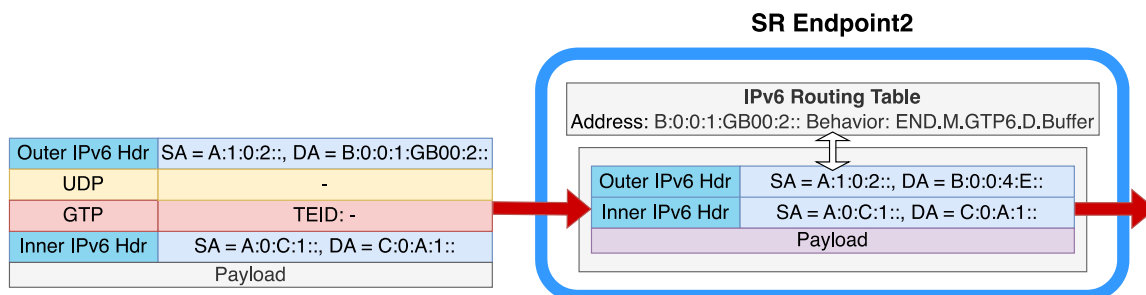 SR Endpoint2
IPv6 Routing Table
Address: B:0:0:1:GB00:2:: Behavior: END.M.GTP6.D.Buffer
Outer IPv6 Hdr SA = A:1:0:2::, DA = B:0:0:1:GB00:2::
UDP -
GTP TEID: -
Inner IPv6 Hdr SA = A:0:C:1::, DA = C:0:A:1::
Payload
Outer IPv6 Hdr SA = A:1:0:2::, DA = B:0:0:4:E::
Inner IPv6 Hdr SA = A:0:C:1::, DA = C:0:A:1::
Payload